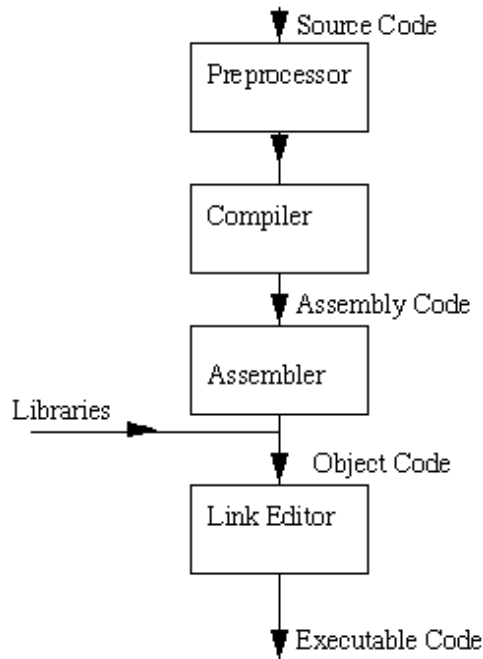 Source Code
Preprocessor
Compiler
Assembly Code
Assembler
Libraries
Object Code
Link Editor
Executable Code